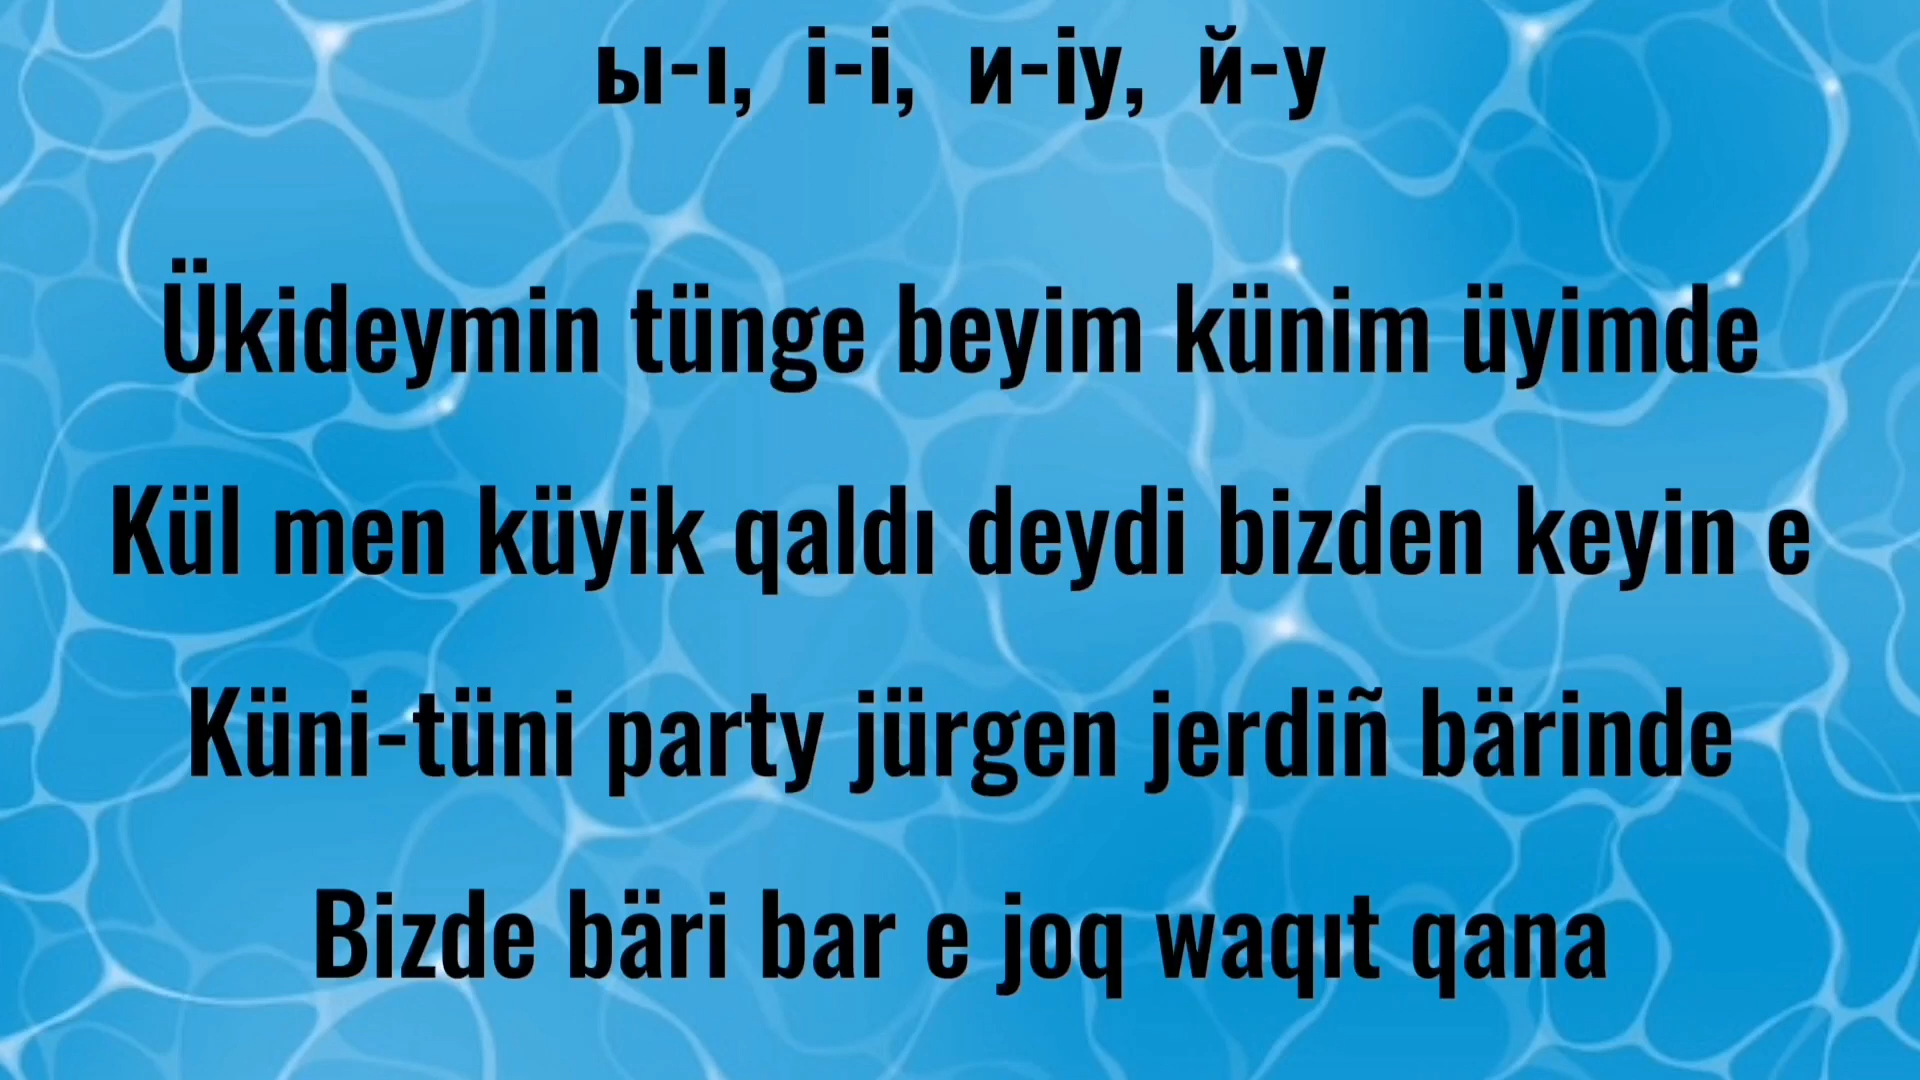 ы-ı, і-i, и-iy, й-y
Ükideymin tünge beyim künim üyimde
Kül men küyik qaldı deydi bizden keyin e
Küni-tüni party jürgen jerdiñ bärinde
Bizde bäri bar e joq waqıt qana